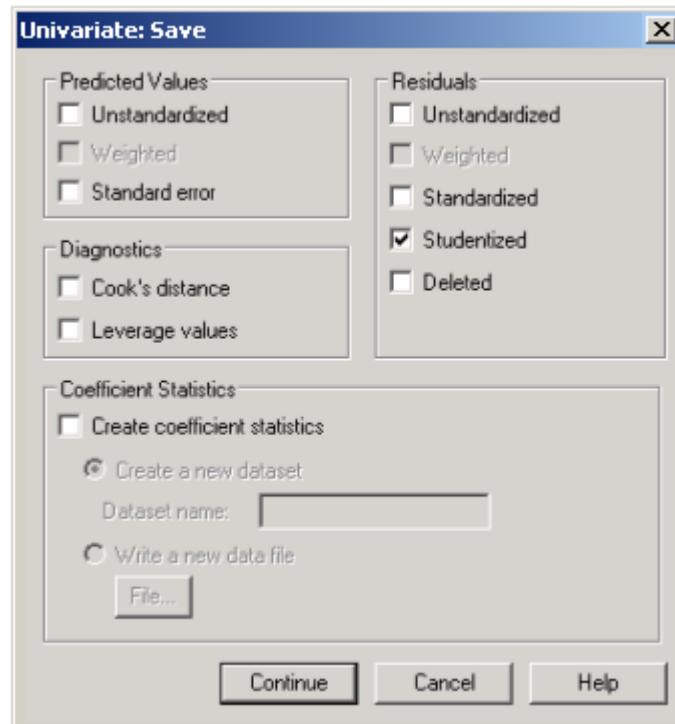 Univariate: Save
Predicted Values
Unstandardized
Weighted
Standard error
Diagnostics
Cook's distance
Leverage values
Residuals
Unstandardized
Weighted
Standardized
Studentized
Deleted
Coefficient Statistics
Create coefficient statistics
Create a new dataset
Dataset name:
Write a new data file
File...
Continue
Cancel
Help